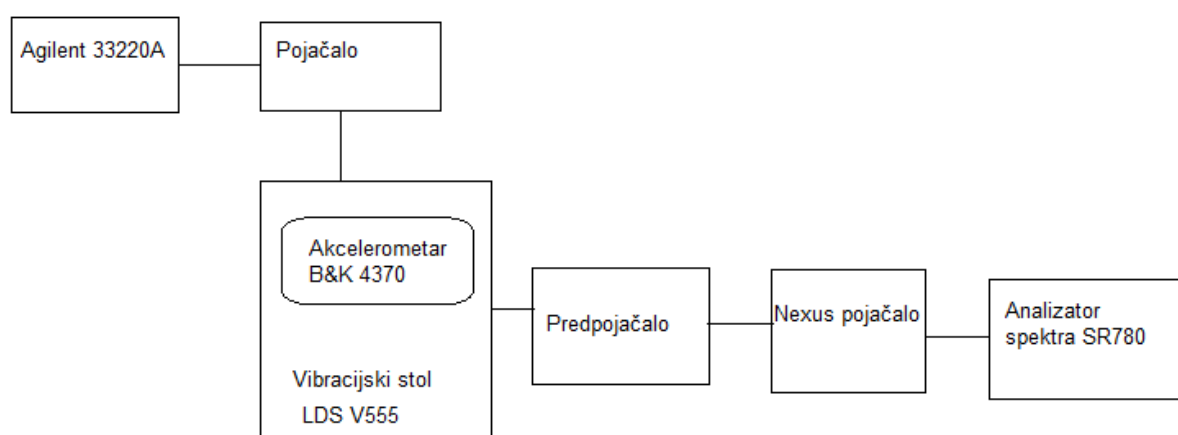 Agilent 33220A
Pojačalo
Akcelerometar
B&K 4370
Vibracijski stol
LDS V555
Predpojačalo
Nexus pojačalo
Analizator
spektra SR780